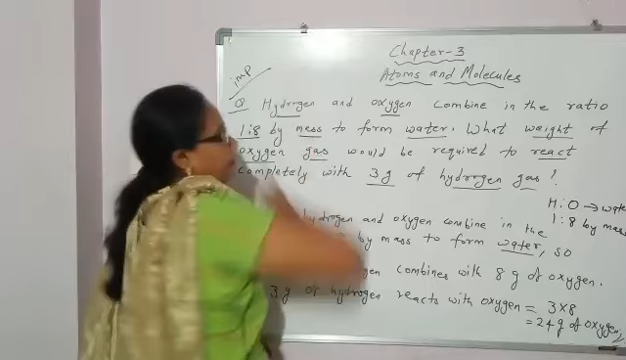 Chapter-3
Atoms and Molecules
imp
Q Hydrogen and oxygen combine in the ratio
1:8 by mass to form water. What waight of
oxygen gas would be required to react
completely with 3 g of hydrogen gas?
H:O → wate
1:8 by mass
hydrogen and oxygen combine in the
by mass to form water, so
gen combines with 8 g of oxygen.
3 g of hydrogen reacts with oxygen = 3×8
= 24 g of oxygen